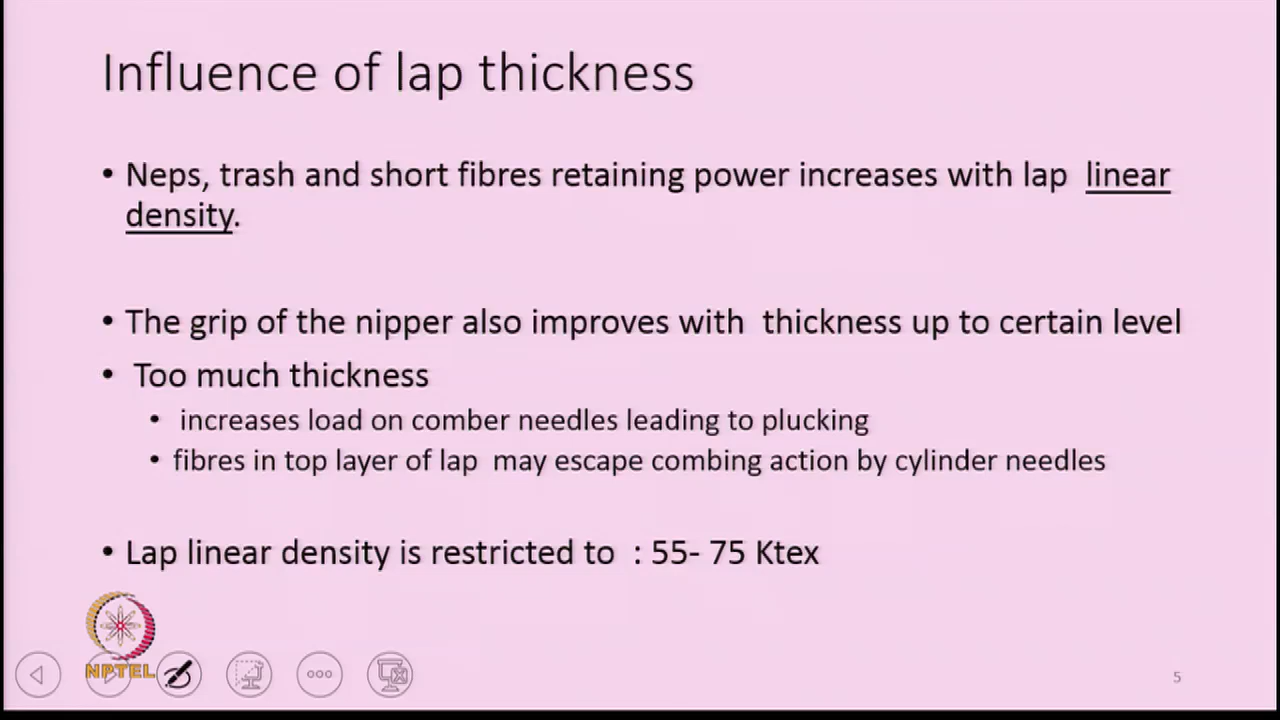 Influence of lap thickness
• Neps, trash and short fibres retaining power increases with lap linear
density.
• The grip of the nipper also improves with thickness up to certain level
• Too much thickness
• increases load on comber needles leading to plucking
• fibres in top layer of lap may escape combing action by cylinder needles
• Lap linear density is restricted to : 55- 75 Ktex
NPTEL
5